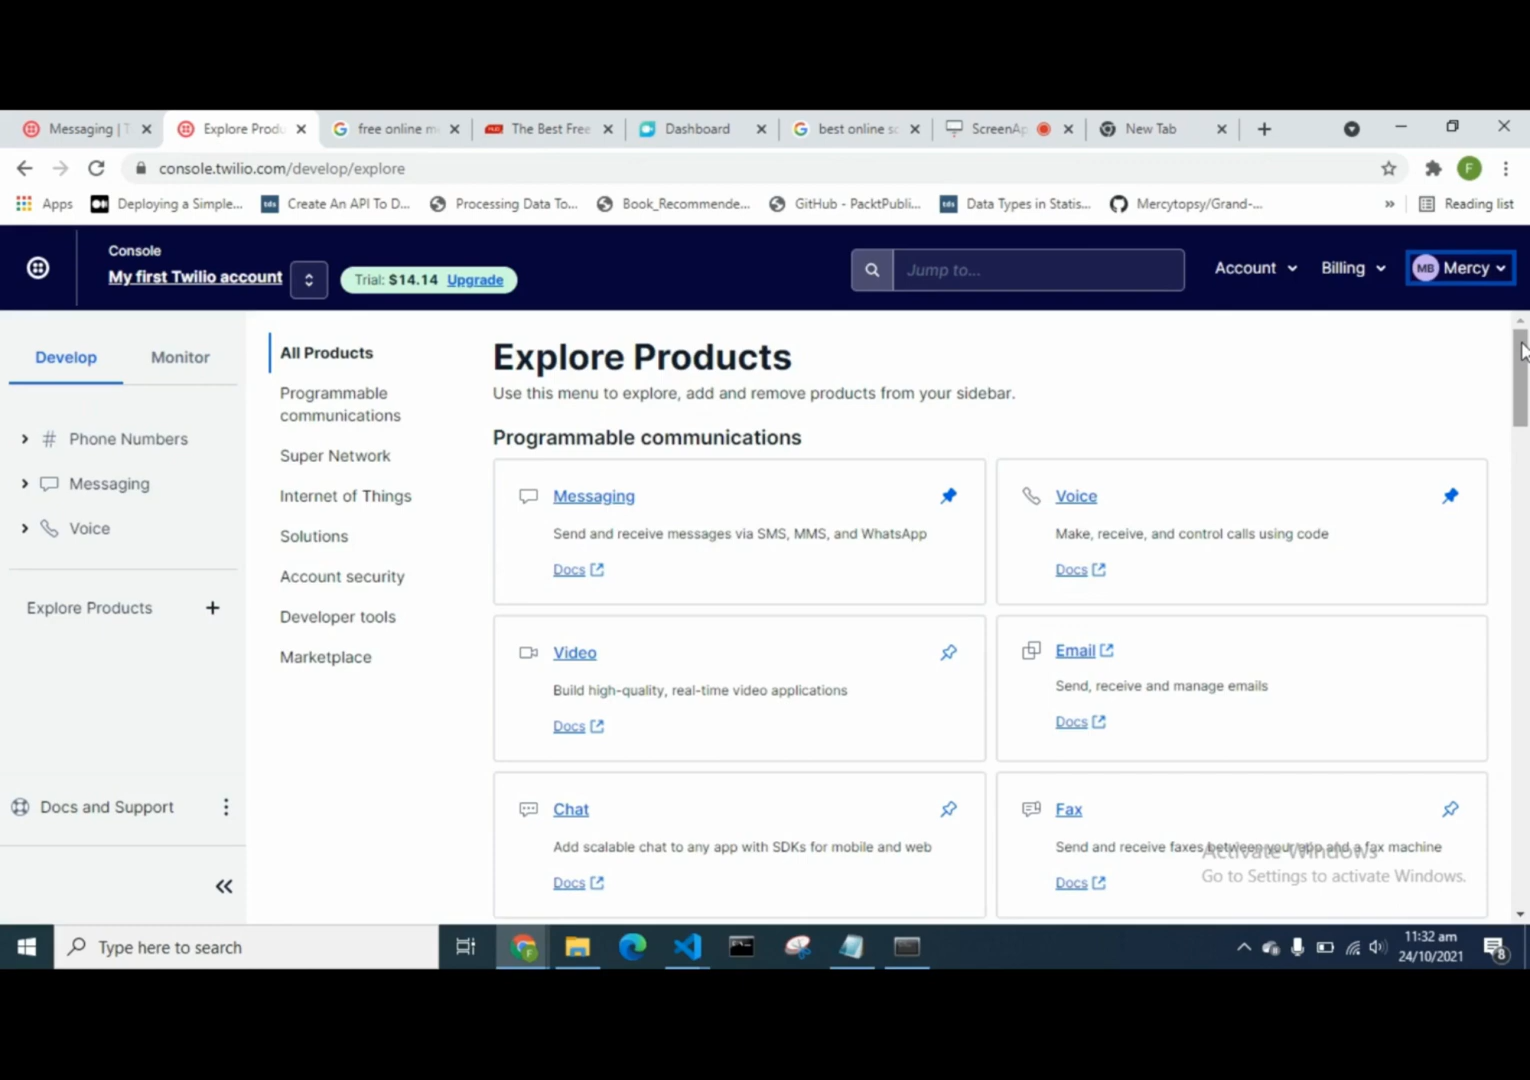 Messaging | T
Explore Produ
free online m
The Best Free
Dashboard
best online sc
ScreenAp
New Tab
console.twilio.com/develop/explore
F
Apps
Deploying a Simple...
Create An API To D...
Processing Data To...
Book_Recommende...
GitHub - PacktPubli...
Data Types in Statis...
Mercytopsy/Grand-...
»
Reading list
Console
My first Twilio account
Trial: $14.14 Upgrade
Jump to...
Account
Billing
MB Mercy
Develop
Monitor
# Phone Numbers
Messaging
Voice
Explore Products +
Docs and Support
All Products
Programmable
communications
Super Network
Internet of Things
Solutions
Account security
Developer tools
Marketplace
Explore Products
Use this menu to explore, add and remove products from your sidebar.
Programmable communications
Messaging
Send and receive messages via SMS, MMS, and WhatsApp
Docs
Voice
Make, receive, and control calls using code
Docs
Video
Build high-quality, real-time video applications
Docs
Email
Send, receive and manage emails
Docs
Chat
Add scalable chat to any app with SDKs for mobile and web
Docs
Fax
Send and receive faxes between your app and a fax machine
Docs
Activate Windows
Go to Settings to activate Windows.
Type here to search
11:32 am
24/10/2021
8